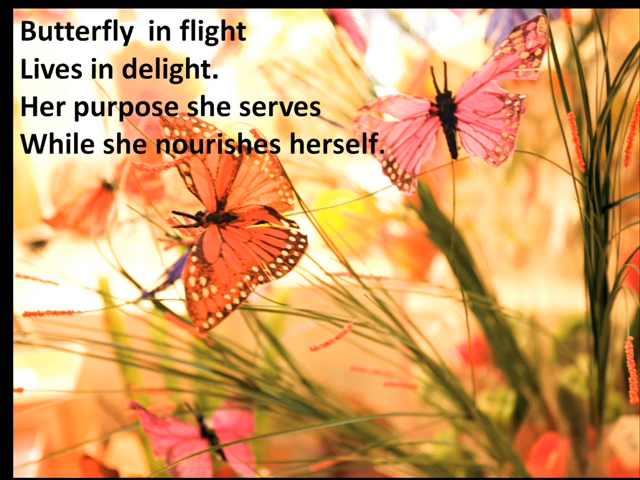 Butterfly  in flight
Lives in delight.
Her purpose she serves
While she nourishes herself.